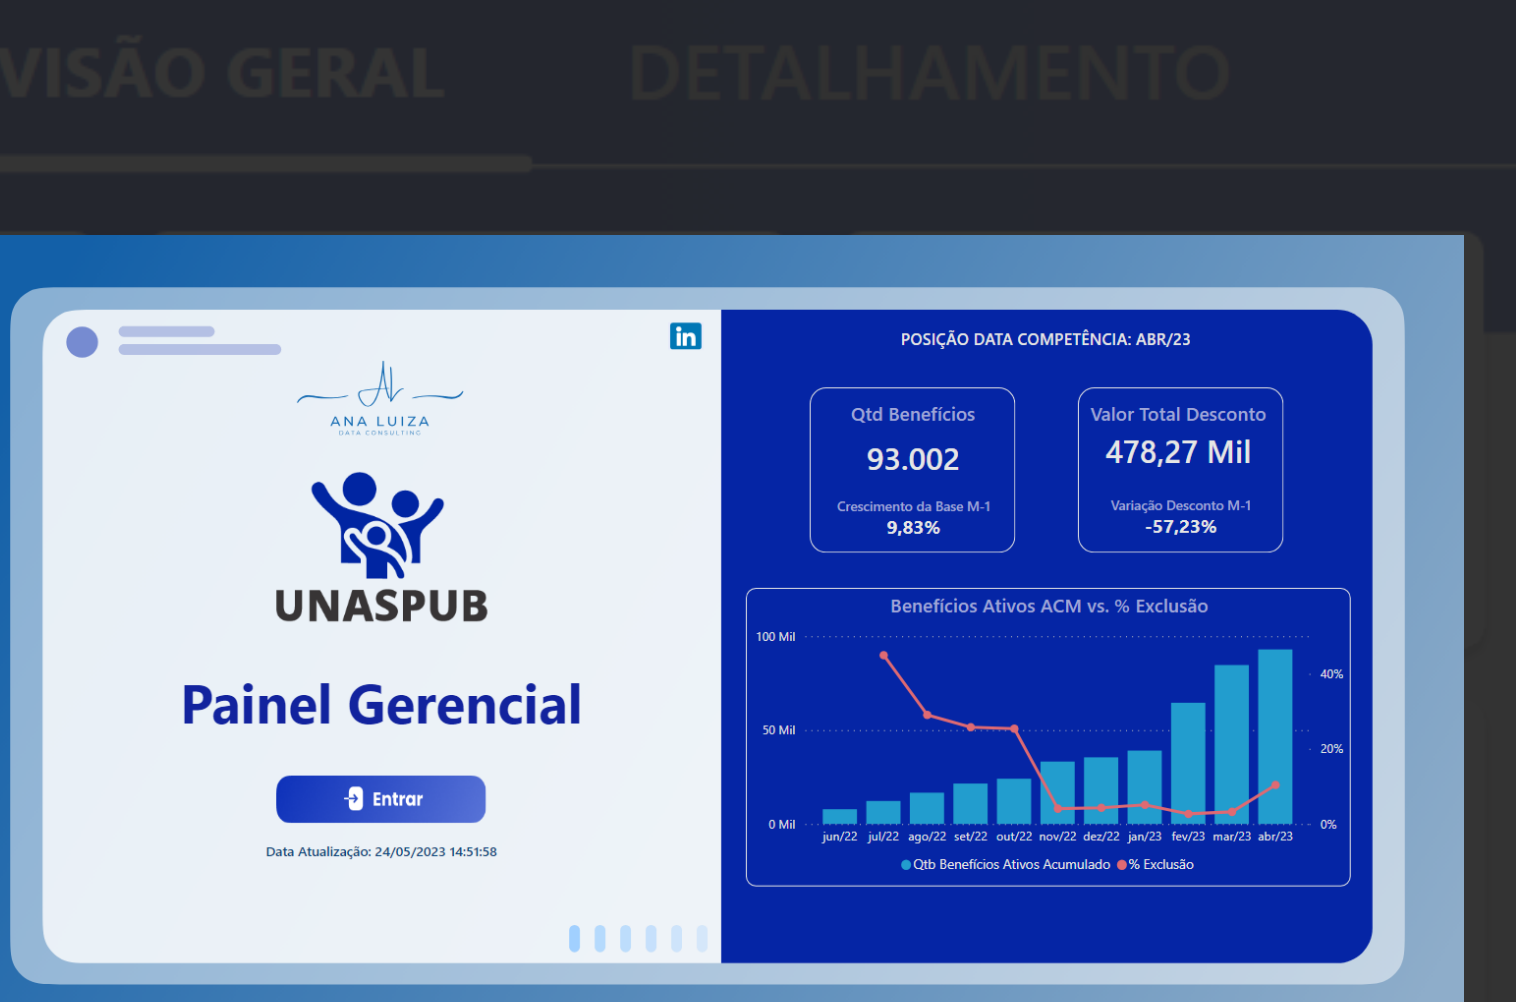 VISÃO GERAL
DETALHAMENTO
in
ANA LUIZA
DATA CONSULTING
UNASPUB
Painel Gerencial
Entrar
Data Atualização: 24/05/2023 14:51:58
POSIÇÃO DATA COMPETÊNCIA: ABR/23
Qtd Benefícios
93.002
Crescimento da Base M-1
9,83%
Valor Total Desconto
478,27 Mil
Variação Desconto M-1
-57,23%
Benefícios Ativos ACM vs. % Exclusão
100 Mil
50 Mil
0 Mil
40%
20%
0%
jun/22 jul/22 ago/22 set/22 out/22 nov/22 dez/22 jan/23 fev/23 mar/23 abr/23
Qtb Benefícios Ativos Acumulado % Exclusão